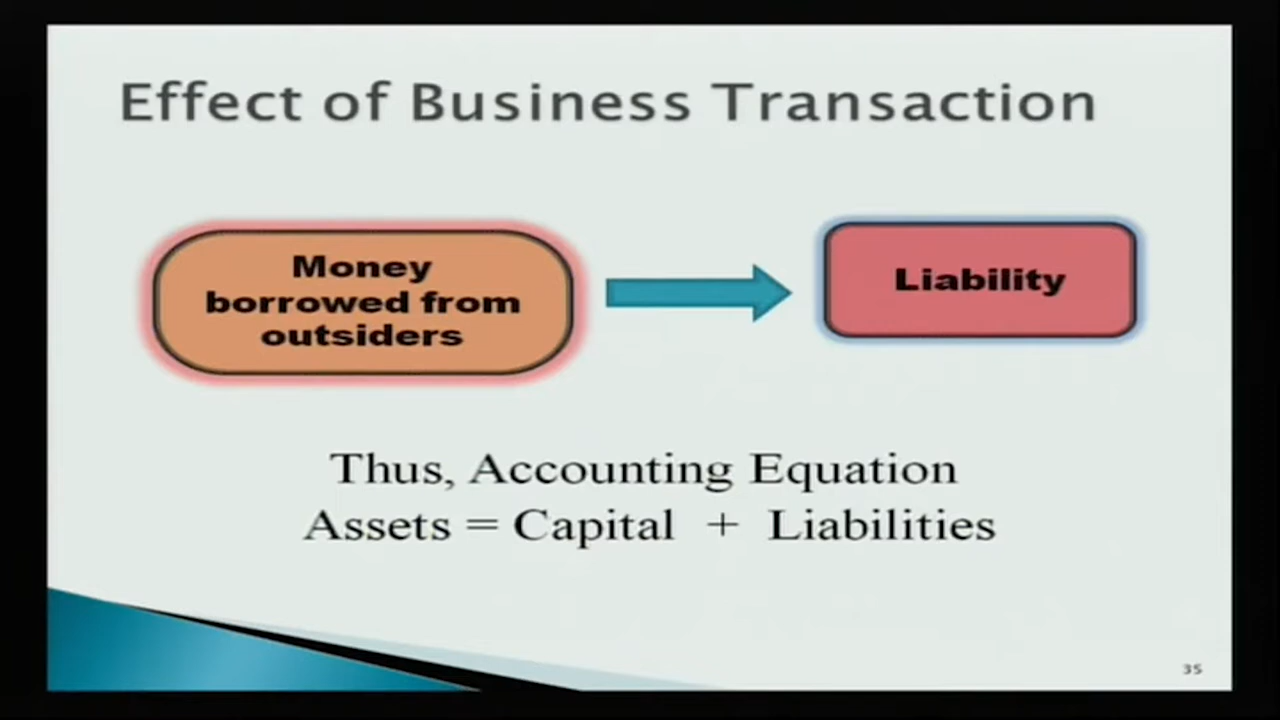 Effect of Business Transaction
Money
borrowed from
outsiders
Liability
Thus, Accounting Equation
Assets = Capital + Liabilities
35